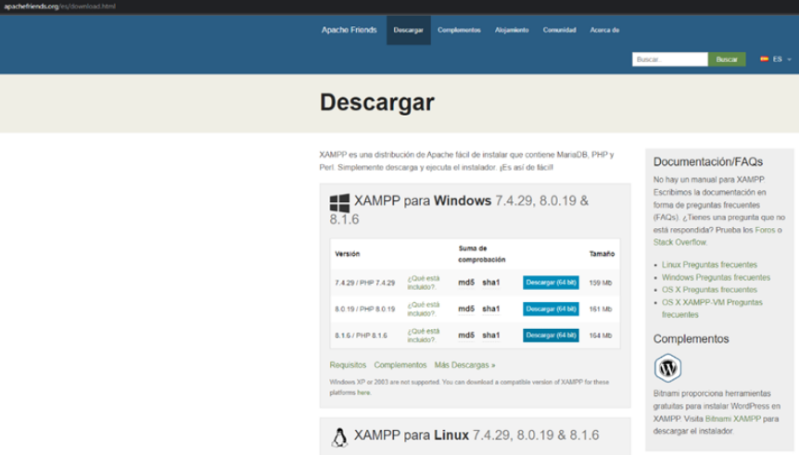 apachefriends.org/es/download.html
Apache Friends Descargar Complementos Alojamiento Comunidad Acerca de
Buscar... Buscar ES
Descargar
XAMPP es una distribución de Apache fácil de instalar que contiene MariaDB, PHP y
Perl. Simplemente descarga y ejecuta el instalador. ¡Es así de fácil!
XAMPP para Windows 7.4.29, 8.0.19 &
8.1.6
Versión Suma de
comprobación Tamaño
7.4.29 / PHP 7.4.29 ¿Qué está
incluido? md5 sha1 Descargar (64 bit) 159 Mb
8.0.19 / PHP 8.0.19 ¿Qué está
incluido? md5 sha1 Descargar (64 bit) 161 Mb
8.1.6 / PHP 8.1.6 ¿Qué está
incluido? md5 sha1 Descargar (64 bit) 164 Mb
Requisitos Complementos Más Descargas »
Windows XP or 2003 are not supported. You can download a compatible version of XAMPP for these
platforms here.
XAMPP para Linux 7.4.29, 8.0.19 & 8.1.6
Documentación/FAQs
No hay un manual para XAMPP.
Escribimos la documentación en
forma de preguntas frecuentes
(FAQs). ¿Tienes una pregunta que no
está respondida? Prueba los Foros o
Stack Overflow.
Linux Preguntas frecuentes
Windows Preguntas frecuentes
OS X Preguntas frecuentes
OS X XAMPP-VM Preguntas
frecuentes
Complementos
Bitnami proporciona herramientas
gratuitas para instalar WordPress en
XAMPP. Visita Bitnami XAMPP para
descargar el instalador.